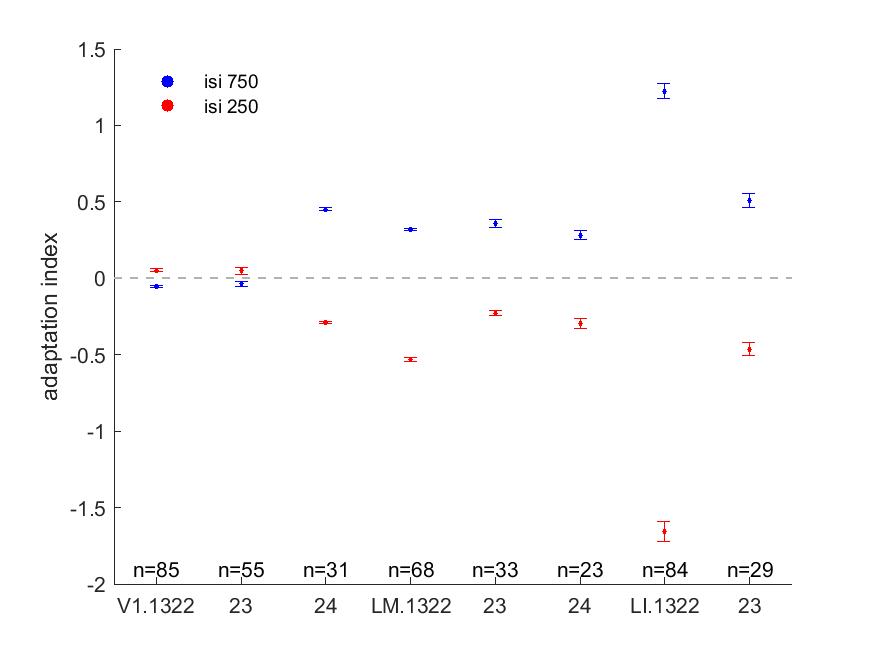 1.5
isi 750
isi 250
1
0.5
0
-0.5
-1
-1.5
-2
adaptation index
n=85 n=55 n=31 n=68 n=33 n=23 n=84 n=29
V1.1322 23 24 LM.1322 23 24 LI.1322 23